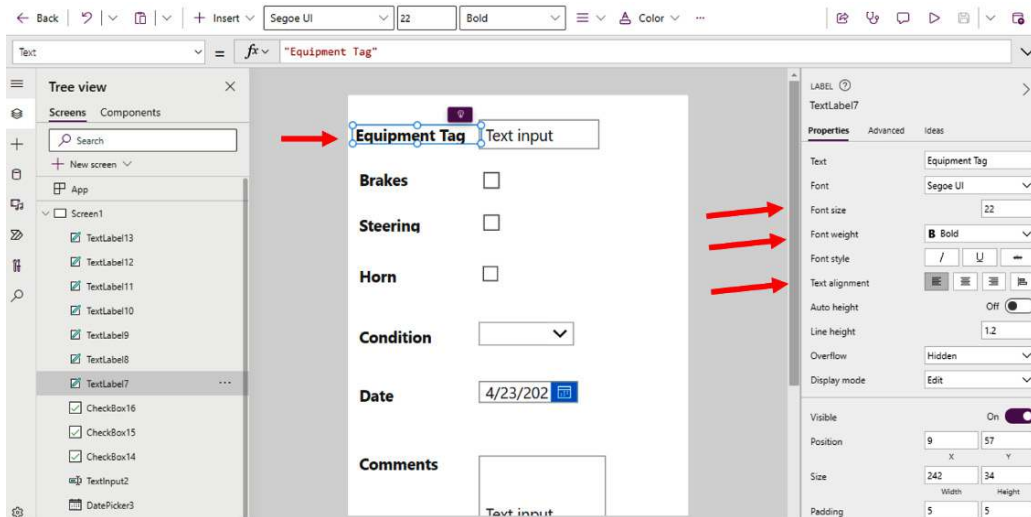 Back Insert Segoe UI 22 Bold Color
Text = fx "Equipment Tag"
Tree view
Screens Components
Search
New screen
App
Screen1
TextLabel13
TextLabel12
TextLabel11
TextLabel10
TextLabel9
TextLabel8
TextLabel7
CheckBox16
CheckBox15
CheckBox14
TextInput2
DatePicker3
Equipment Tag Text input
Brakes
Steering
Horn
Condition
Date 4/23/202
Comments
Text input
LABEL
TextLabel7
Properties Advanced Ideas
Text Equipment Tag
Font Segoe UI
Font size 22
Font weight B Bold
Font style / U
Text alignment
Auto height Off
Line height 1.2
Overflow Hidden
Display mode Edit
Visible On
Position 9 57
X Y
Size 242 34
Width Height
Padding 5 5